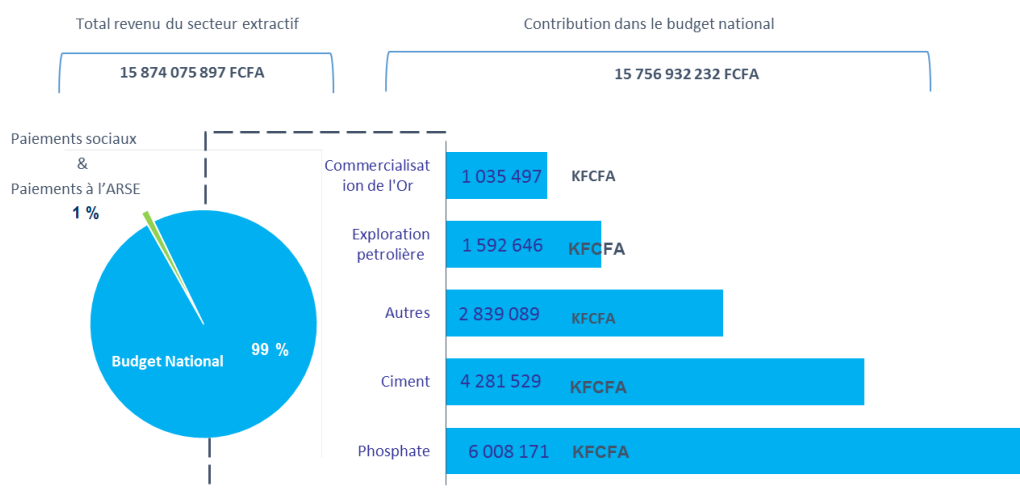 Total revenu du secteur extractif
15 874 075 897 FCFA
Contribution dans le budget national
15 756 932 232 FCFA
Paiements sociaux
&
Paiements à l'ARSE
1 %
Budget National
99 %
Commercialisat
ion de l'Or
1 035 497 KFCFA
Exploration
petrolière
1 592 646 KFCFA
Autres
2 839 089 KFCFA
Ciment
4 281 529 KFCFA
Phosphate
6 008 171 KFCFA